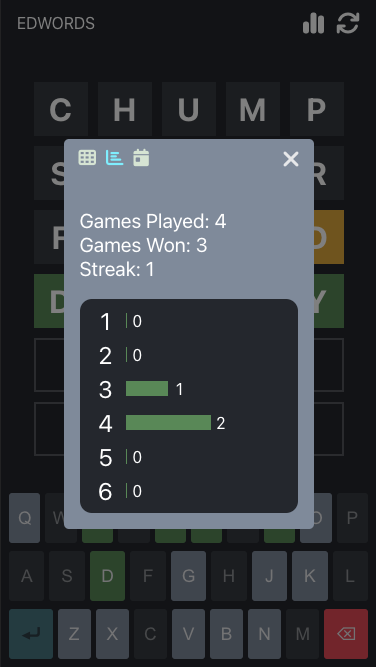 EDWORDS
C H U M P
S R
F D
D Y
Games Played: 4
Games Won: 3
Streak: 1
1 0
2 0
3 1
4 2
5 0
6 0
Q W P
A S D F G H J K L
Z X C V B N M